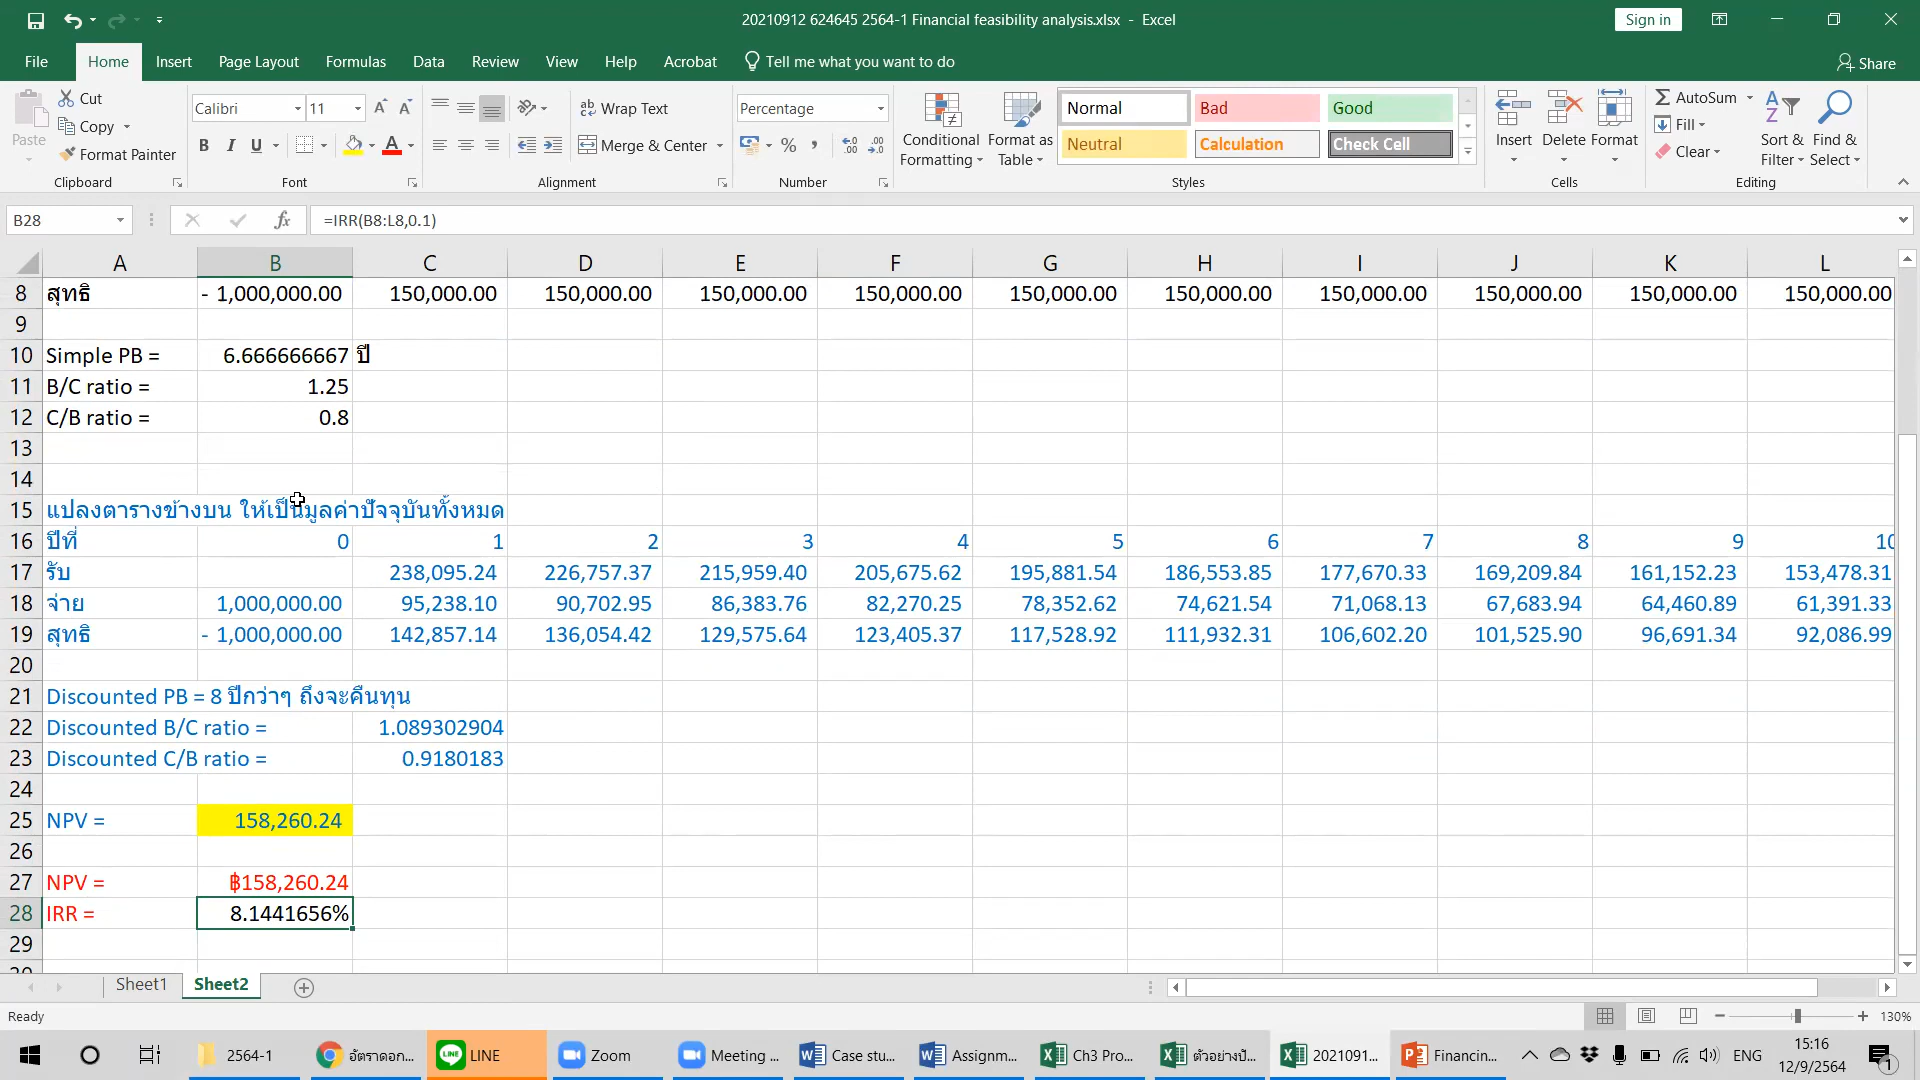 20210912 624645 2564-1 Financial feasibility analysis.xlsx - Excel
Sign in
File Home Insert Page Layout Formulas Data Review View Help Acrobat Tell me what you want to do Share
Paste
Cut
Copy
Format Painter
Clipboard
Calibri 11
B I U
Font
Wrap Text
Merge & Center
Alignment
Percentage
Number
Conditional Formatting
Format as Table
Normal Bad Good
Neutral Calculation Check Cell
Styles
Insert Delete Format
Cells
AutoSum
Fill
Clear
Sort & Filter
Find & Select
Editing
B28 fx =IRR(B8:L8,0.1)
A B C D E F G H I J K L
8 สุทธิ - 1,000,000.00 150,000.00 150,000.00 150,000.00 150,000.00 150,000.00 150,000.00 150,000.00 150,000.00 150,000.00 150,000.00
9
10 Simple PB = 6.666666667 ปี
11 B/C ratio = 1.25
12 C/B ratio = 0.8
13
14
15 แปลงตารางข้างบน ให้เป็นมูลค่าปัจจุบันทั้งหมด
16 ปีที่ 0 1 2 3 4 5 6 7 8 9 10
17 รับ 238,095.24 226,757.37 215,959.40 205,675.62 195,881.54 186,553.85 177,670.33 169,209.84 161,152.23 153,478.31
18 จ่าย 1,000,000.00 95,238.10 90,702.95 86,383.76 82,270.25 78,352.62 74,621.54 71,068.13 67,683.94 64,460.89 61,391.33
19 สุทธิ - 1,000,000.00 142,857.14 136,054.42 129,575.64 123,405.37 117,528.92 111,932.31 106,602.20 101,525.90 96,691.34 92,086.99
20
21 Discounted PB = 8 ปีกว่าๆ ถึงจะคืนทุน
22 Discounted B/C ratio = 1.089302904
23 Discounted C/B ratio = 0.9180183
24
25 NPV = 158,260.24
26
27 NPV = ฿158,260.24
28 IRR = 8.1441656%
29
Sheet1 Sheet2
Ready
130%
2564-1 อัตราดอก... LINE Zoom Meeting ... Case stu... Assignm... Ch3 Pro... ตัวอย่างปั... 2021091... Financin... ENG
15:16
12/9/2564
1